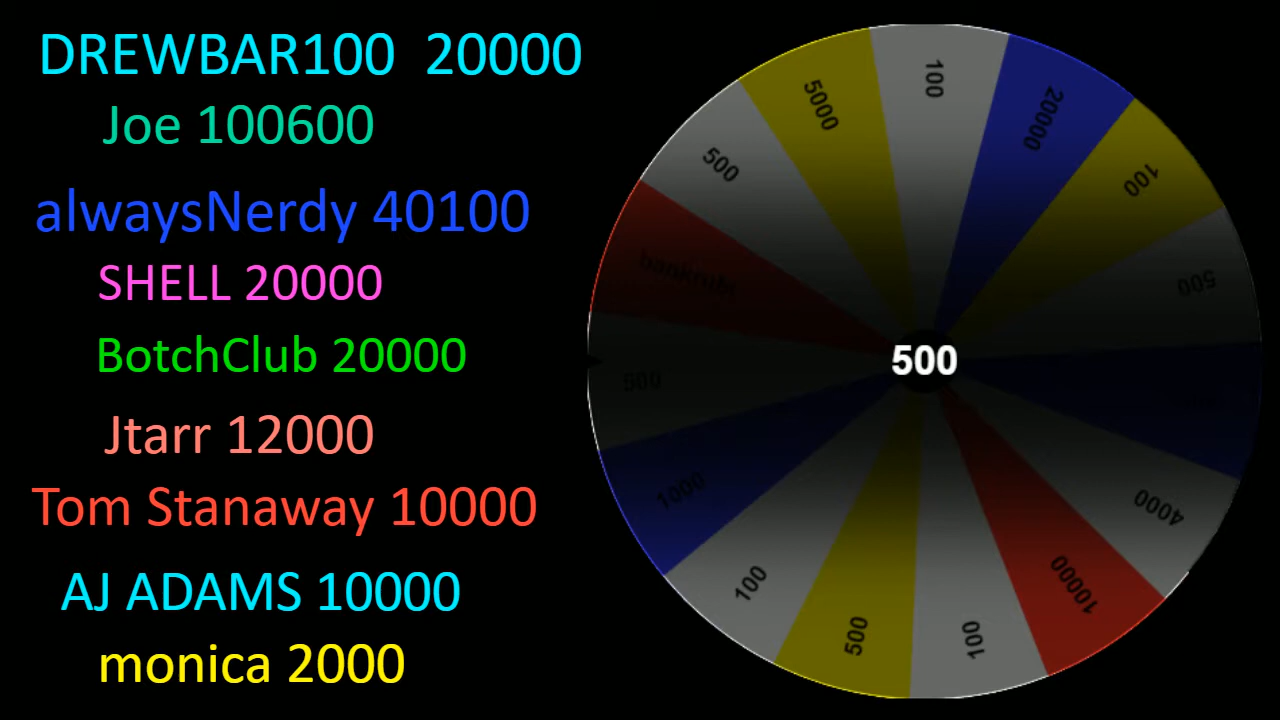 DREWBAR100 20000
Joe 100600
alwaysNerdy 40100
SHELL 20000
BotchClub 20000
Jtarr 12000
Tom Stanaway 10000
AJ ADAMS 10000
monica 2000
100
20000
100
500
4000
10000
100
500
100
1000
500
500
5000
500